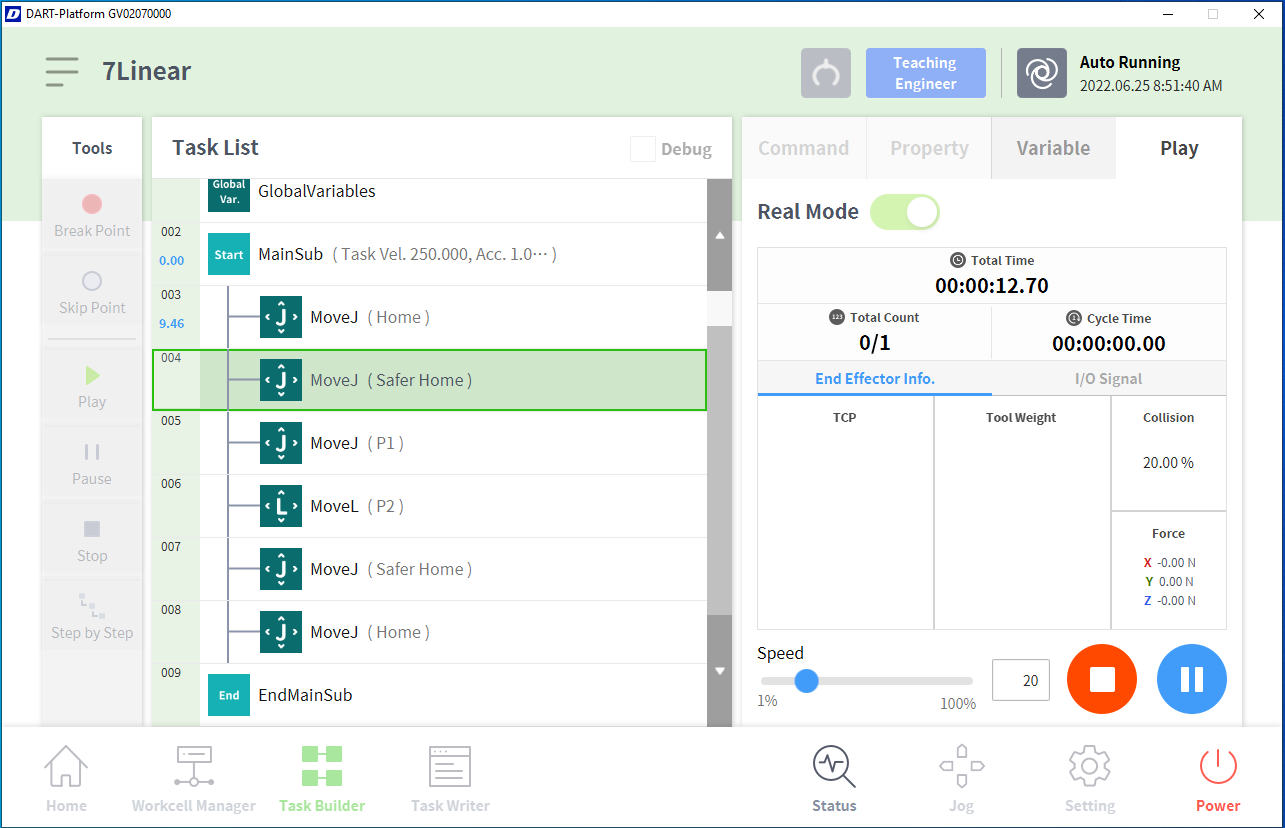 DART-Platform GV02070000
7Linear
Teaching
Engineer
Auto Running
2022.06.25 8:51:40 AM
Tools
Break Point
Skip Point
Play
Pause
Stop
Step by Step
Task List
Debug
Global
Var.
GlobalVariables
002
0.00
Start
MainSub ( Task Vel. 250.000, Acc. 1.0··· )
003
9.46
J
MoveJ ( Home )
004
J
MoveJ ( Safer Home )
005
J
MoveJ ( P1 )
006
L
MoveL ( P2 )
007
J
MoveJ ( Safer Home )
008
J
MoveJ ( Home )
009
End
EndMainSub
Command
Property
Variable
Play
Real Mode
Total Time
00:00:12.70
123 Total Count
0/1
Cycle Time
00:00:00.00
End Effector Info.
I/O Signal
TCP
Tool Weight
Collision
20.00 %
Force
X -0.00 N
Y 0.00 N
Z -0.00 N
Speed
1%
100%
20
Home
Workcell Manager
Task Builder
Task Writer
Status
Jog
Setting
Power